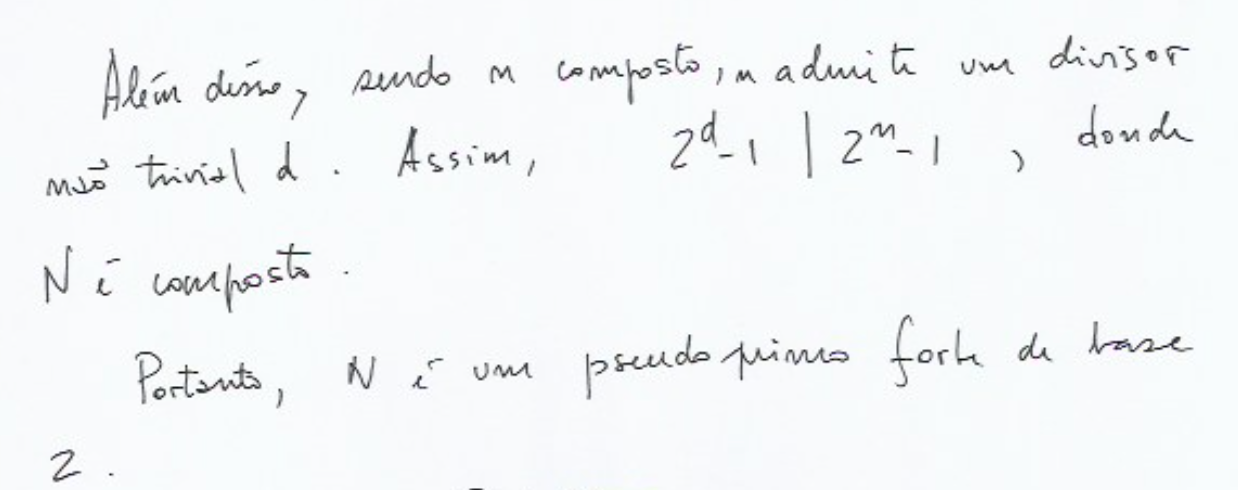 Além disso, sendo n composto, n admite um divisor
não trivial d. Assim, 2^d-1 | 2^n-1, donde
N é composto.
Portanto, N é um pseudoprimo forte de base
2.